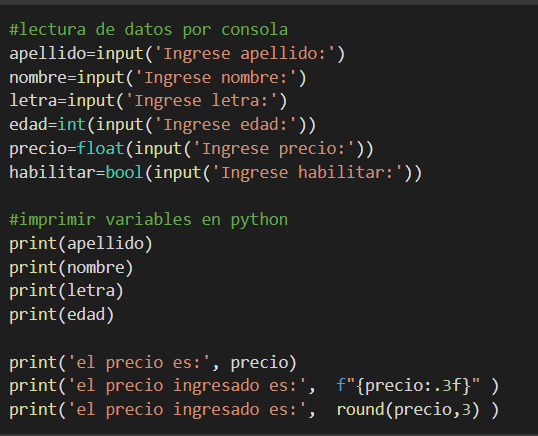 #lectura de datos por consola
apellido=input('Ingrese apellido:')
nombre=input('Ingrese nombre:')
letra=input('Ingrese letra:')
edad=int(input('Ingrese edad:'))
precio=float(input('Ingrese precio:'))
habilitar=bool(input('Ingrese habilitar:'))
#imprimir variables en python
print(apellido)
print(nombre)
print(letra)
print(edad)
print('el precio es:', precio)
print('el precio ingresado es:',  f"{precio:.3f}" )
print('el precio ingresado es:',  round(precio,3) )